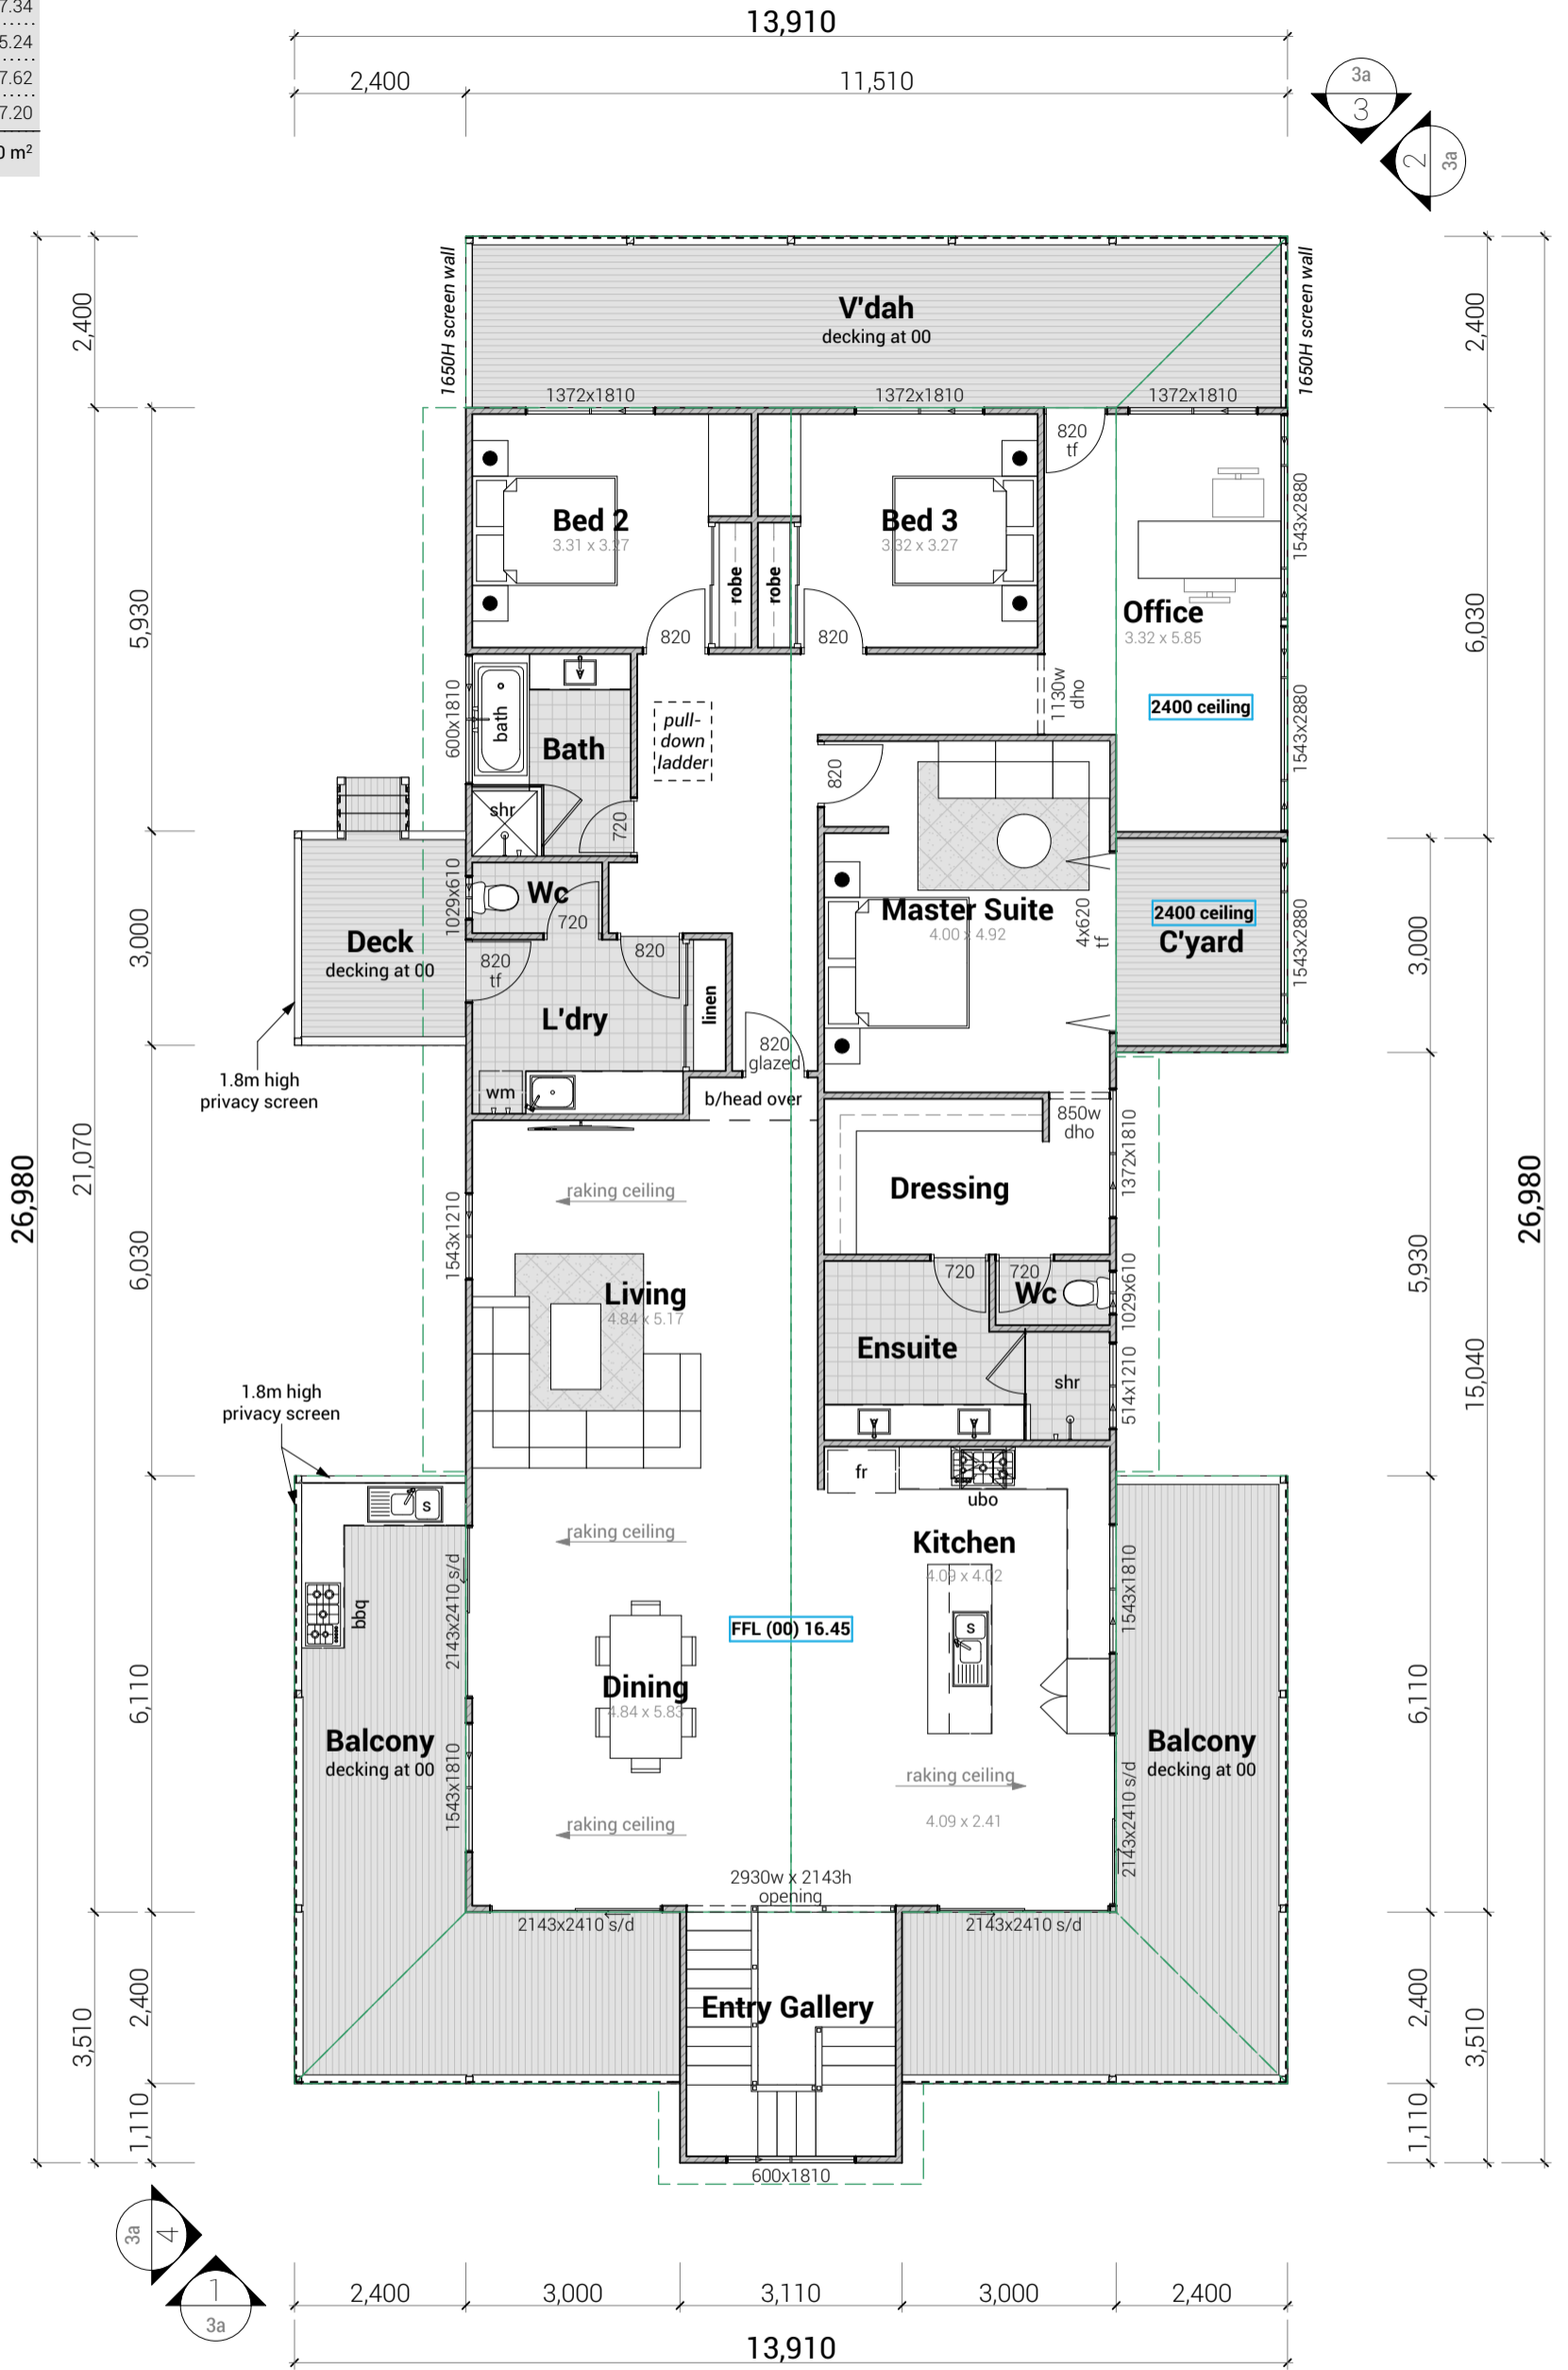 7.34
5.24
7.62
7.20
0 m²
13,910
2,400
11,510
3a
3
2
3a
1650H screen wall
1650H screen wall
V'dah
decking at 00
2,400
2,400
1372x1810
1372x1810
1372x1810
820
tf
Bed 2
3.31 x 3.27
Bed 3
3.32 x 3.27
robe
robe
820
820
1543x2880
Office
3.32 x 5.85
2400 ceiling
1543x2880
5,930
6,030
600x1810
bath
Bath
pull-
down
ladder
1130w
dho
820
shr
720
1029x610
Wc
720
Deck
decking at 00
820
tf
820
L'dry
linen
Master Suite
4.00 x 4.92
4x620
tf
2400 ceiling
C'yard
1543x2880
3,000
3,000
820
glazed
1.8m high
privacy screen
wm
b/head over
850w
dho
1372x1810
26,980
21,070
26,980
raking ceiling
Dressing
1543x1210
6,030
5,930
Living
4.84 x 5.17
720
720
Wc
1029x610
Ensuite
shr
514x1210
15,040
1.8m high
privacy screen
fr
ubo
s
bbq
2143x2410 s/d
raking ceiling
Kitchen
4.09 x 4.02
1543x1810
s
FFL (00) 16.45
Dining
4.84 x 5.83
6,110
6,110
Balcony
decking at 00
1543x1810
Balcony
decking at 00
raking ceiling
4.09 x 2.41
raking ceiling
2143x2410 s/d
2930w x 2143h
opening
2143x2410 s/d
2143x2410 s/d
Entry Gallery
2,400
3,510
1,110
2,400
3,510
1,110
600x1810
3a
4
1
3a
2,400
3,000
3,110
3,000
2,400
13,910